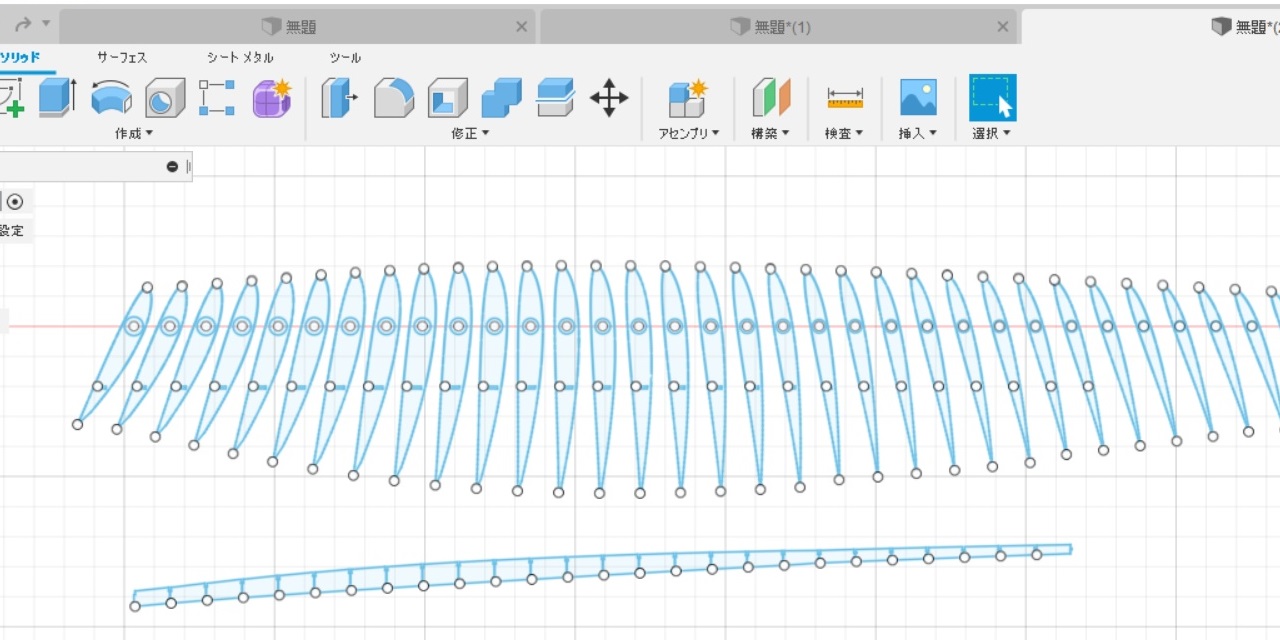 無題
無題*(1)
無題*(
ソリッド
サーフェス
シート メタル
ツール
作成
修正
アセンブリ
構築
検査
挿入
選択
設定